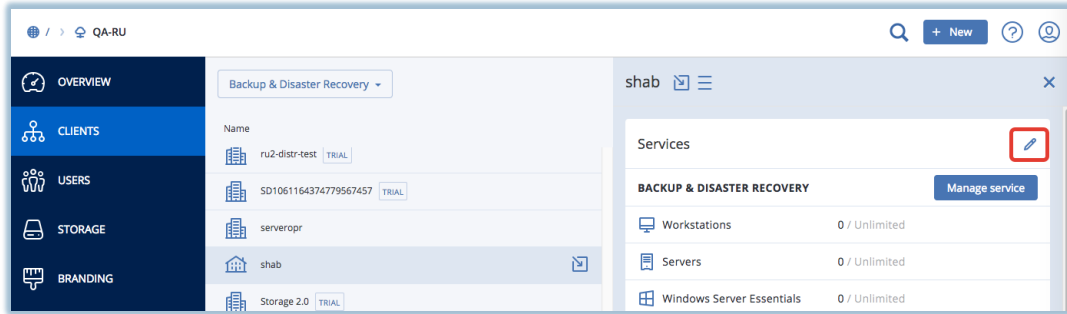 / > QA-RU
+ New
?
OVERVIEW
CLIENTS
USERS
STORAGE
BRANDING
Backup & Disaster Recovery
Name
ru2-distr-test TRIAL
SD1061164374779567457 TRIAL
serveropr
shab
Storage 2.0 TRIAL
shab
Services
BACKUP & DISASTER RECOVERY
Manage service
Workstations 0 / Unlimited
Servers 0 / Unlimited
Windows Server Essentials 0 / Unlimited